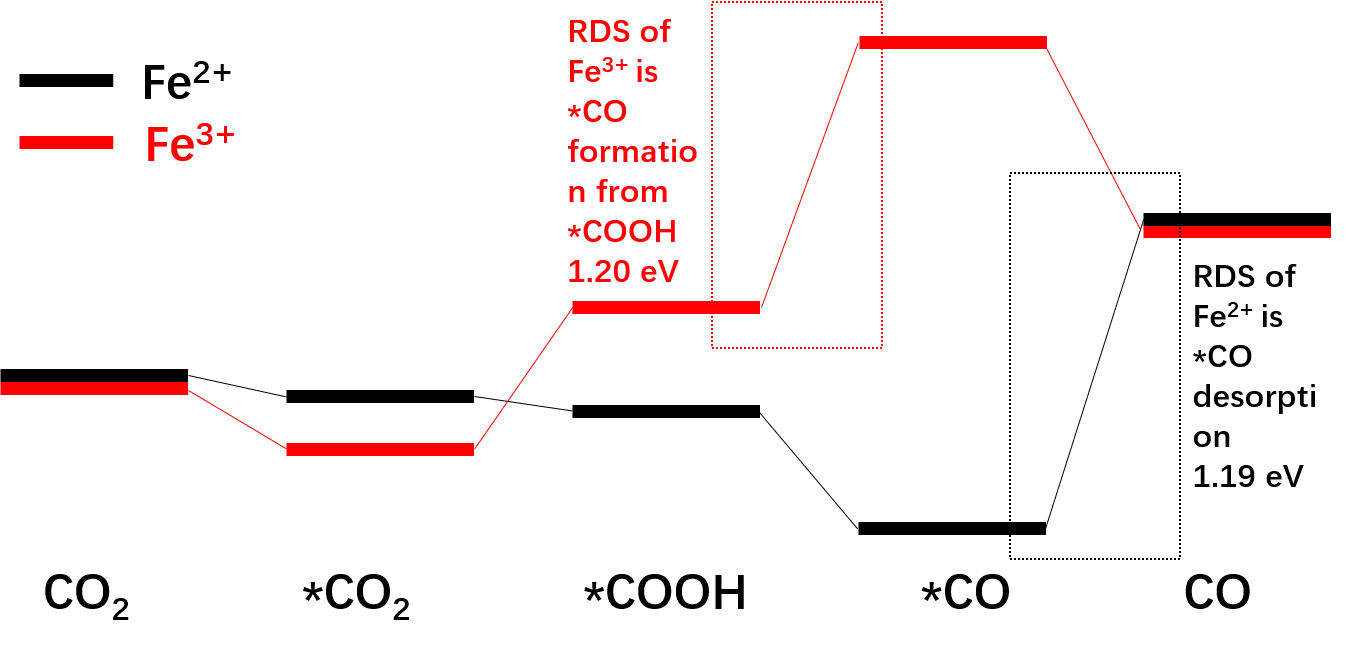 Fe²⁺
Fe³⁺
RDS of
Fe³⁺ is
*CO
formatio
n from
*COOH
1.20 eV
RDS of
Fe²⁺ is
*CO
desorpti
on
1.19 eV
CO₂ *CO₂ *COOH *CO CO